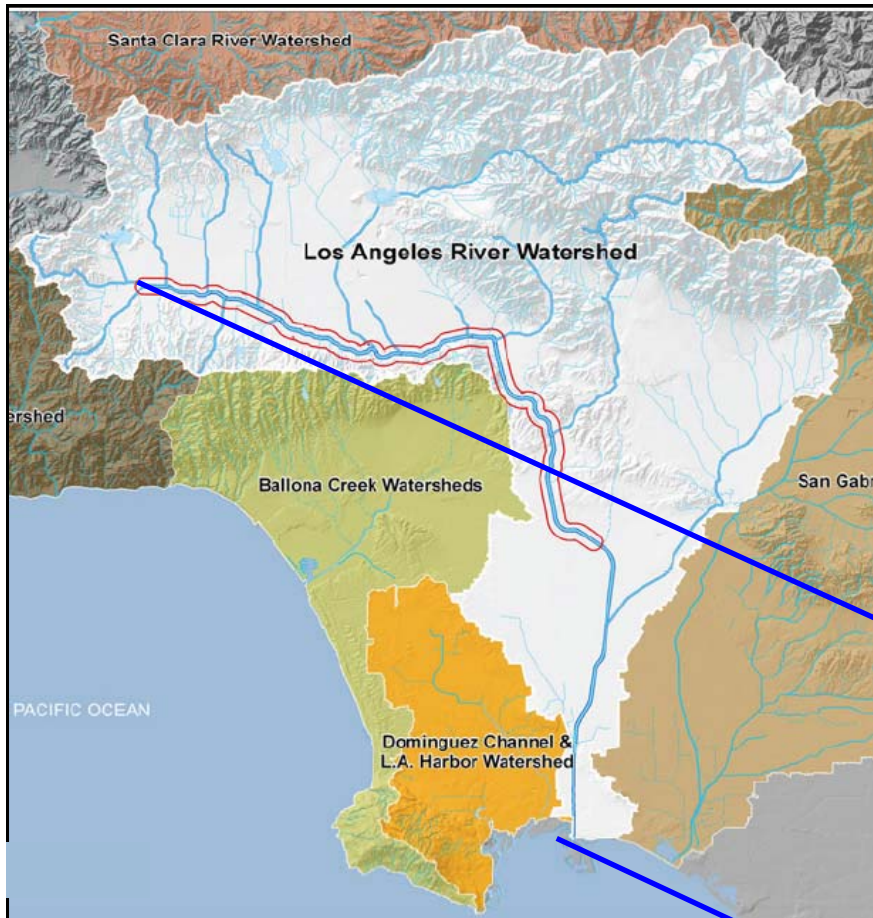 Santa Clara River Watershed
Los Angeles River Watershed
ershed
Ballona Creek Watersheds
San Gabr
PACIFIC OCEAN
Dominguez Channel &
L.A. Harbor Watershed